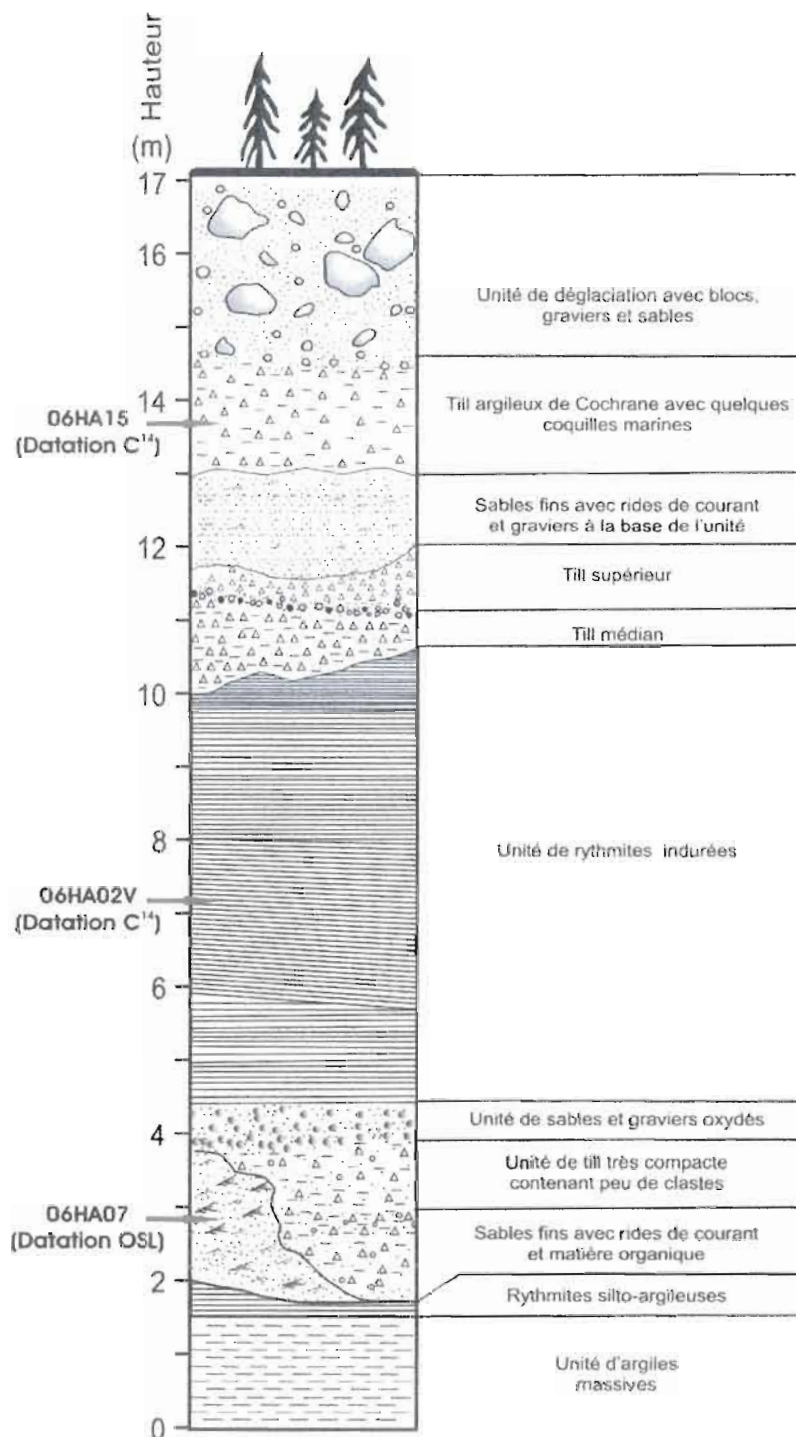 Hauteur
(m)
17
16
14
12
10
8
6
4
2
0
06HA15
(Datation C¹⁴)
06HA02V
(Datation C¹⁴)
06HA07
(Datation OSL)
Unité de déglaciation avec blocs,
graviers et sables
Till argileux de Cochrane avec quelques
coquilles marines
Sables fins avec rides de courant
et graviers à la base de l'unité
Till supérieur
Till médian
Unité de rythmites indurées
Unité de sables et graviers oxydés
Unité de till très compacte
contenant peu de clastes
Sables fins avec rides de courant
et matière organique
Rythmites silto-argileuses
Unité d'argiles
massives